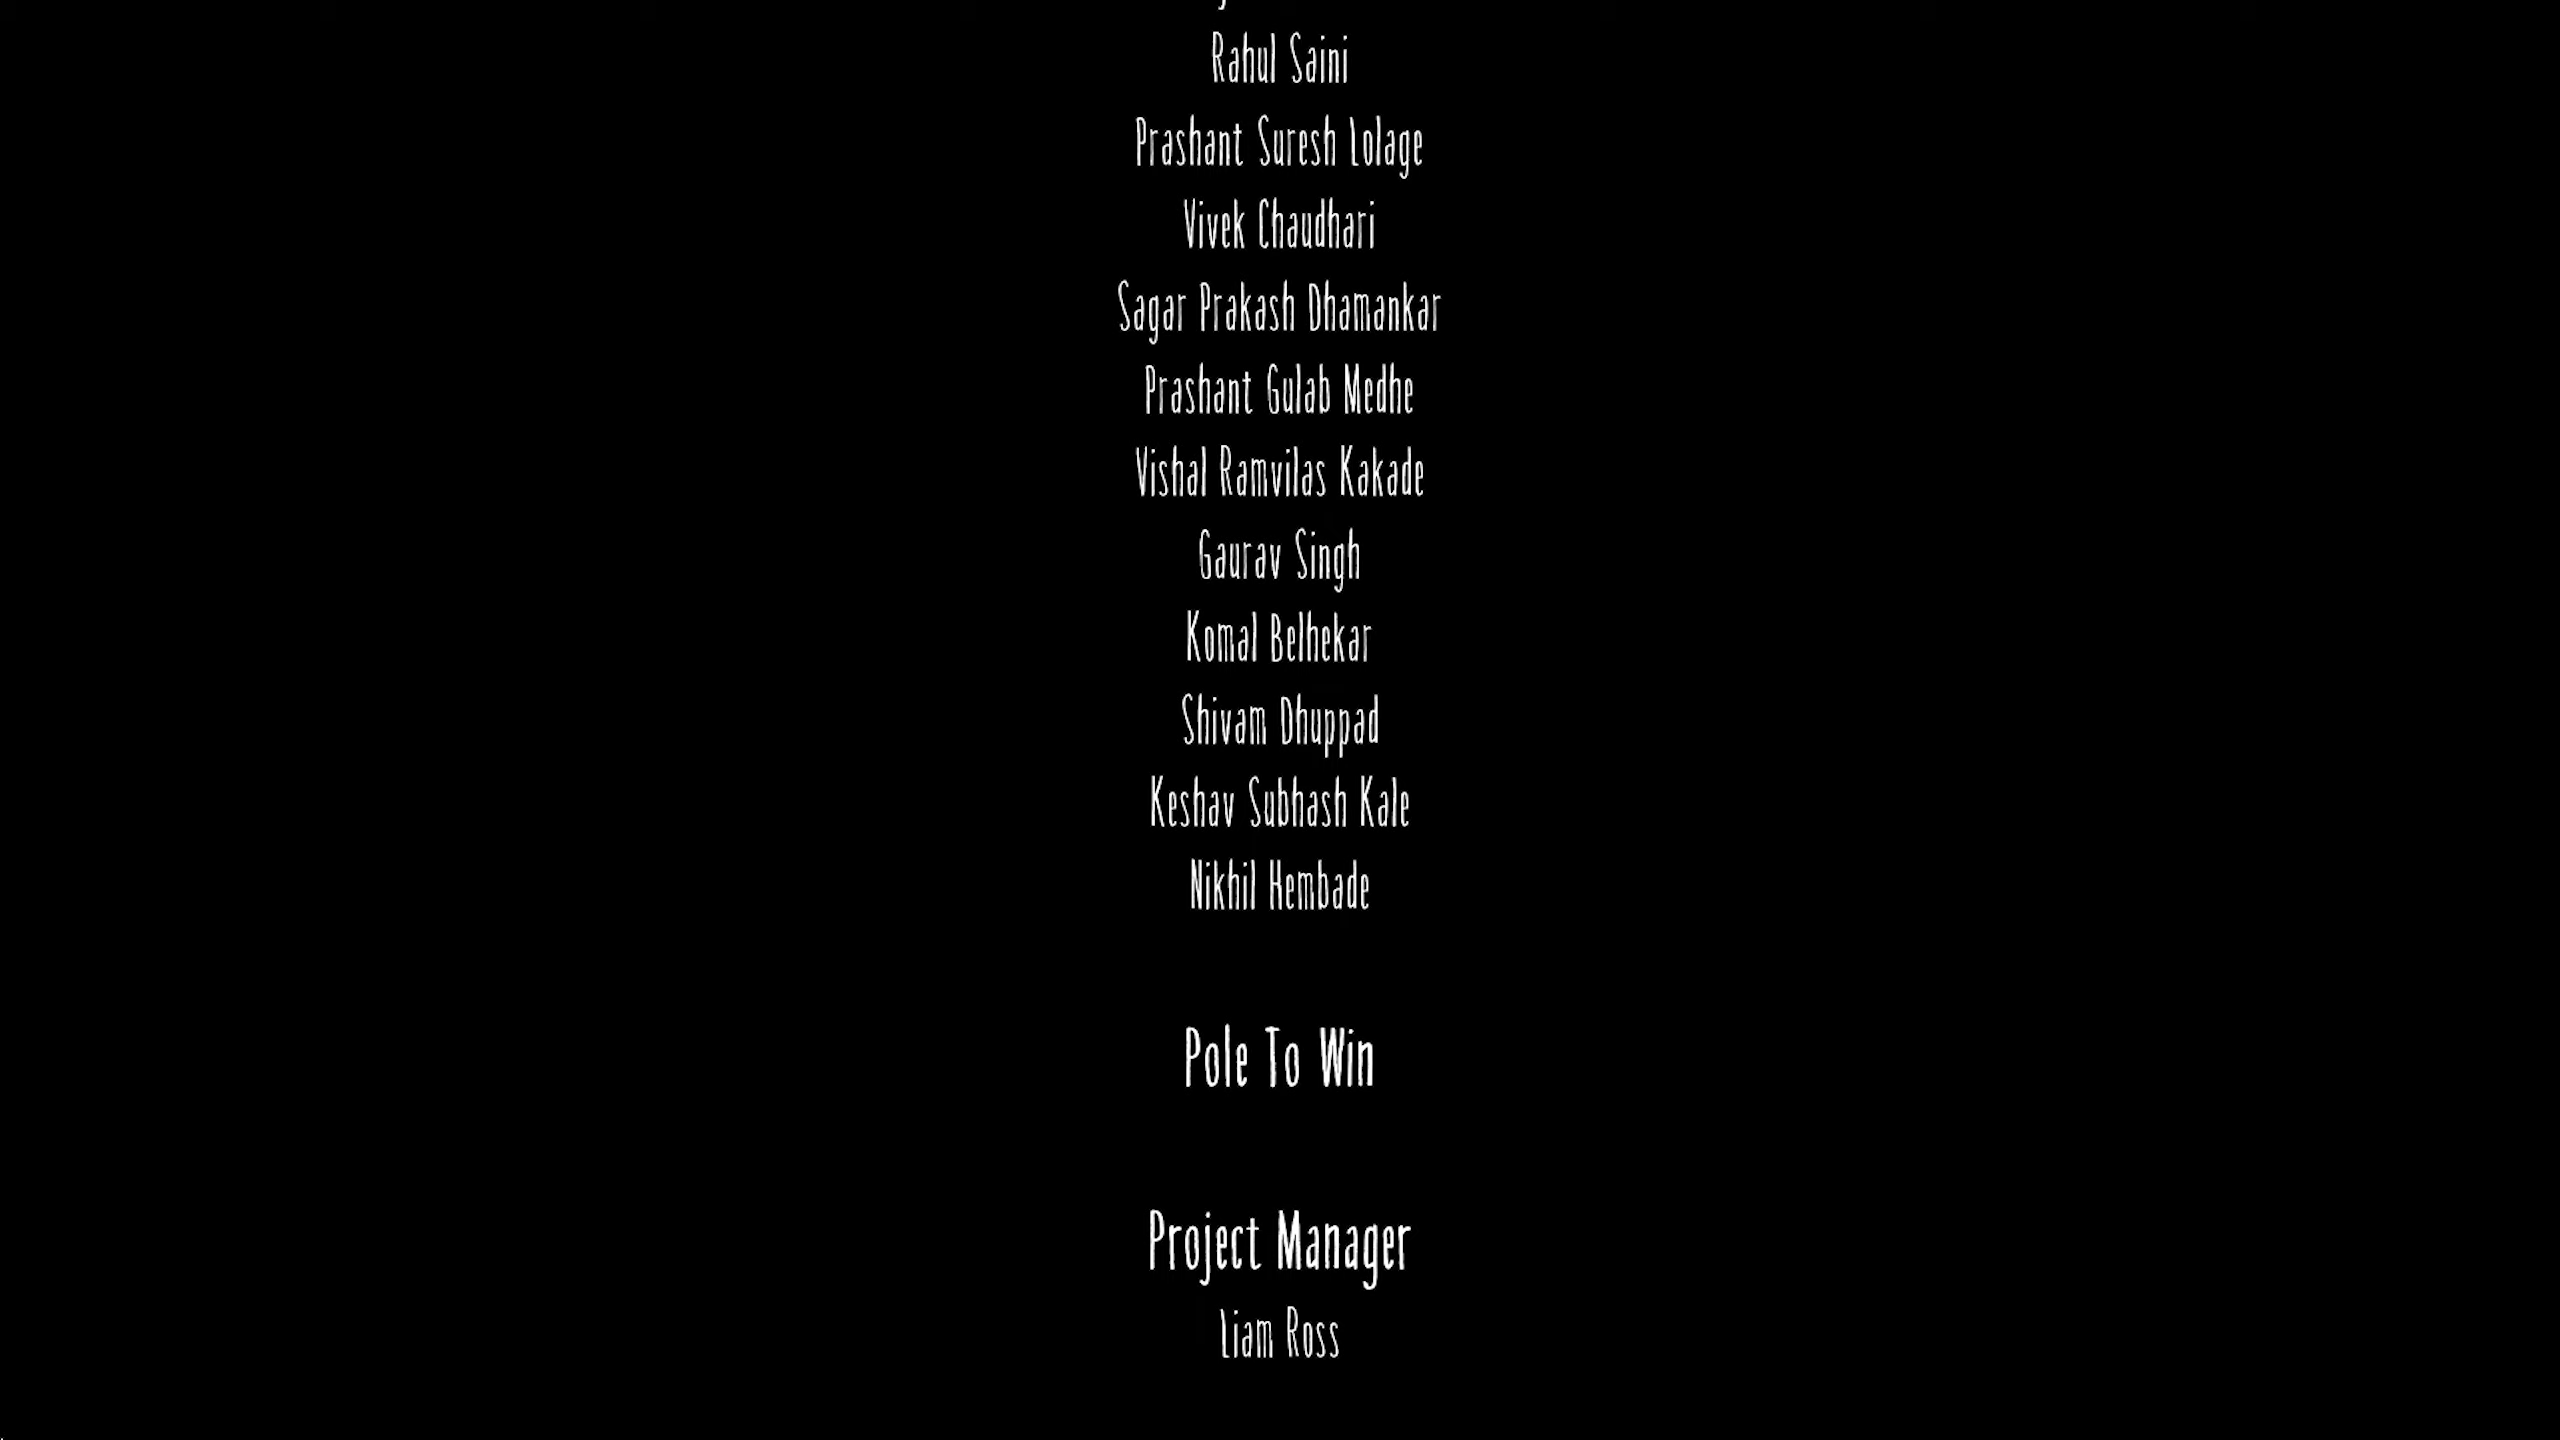 Rahul Saini
Prashant Suresh Lolage
Vivek Chaudhari
Sagar Prakash Dhamankar
Prashant Gulab Medhe
Vishal Ramvilas Kakade
Gaurav Singh
Komal Belhekar
Shivam Dhuppad
Keshav Subhash Kale
Nikhil Hembade
Pole To Win
Project Manager
Liam Ross